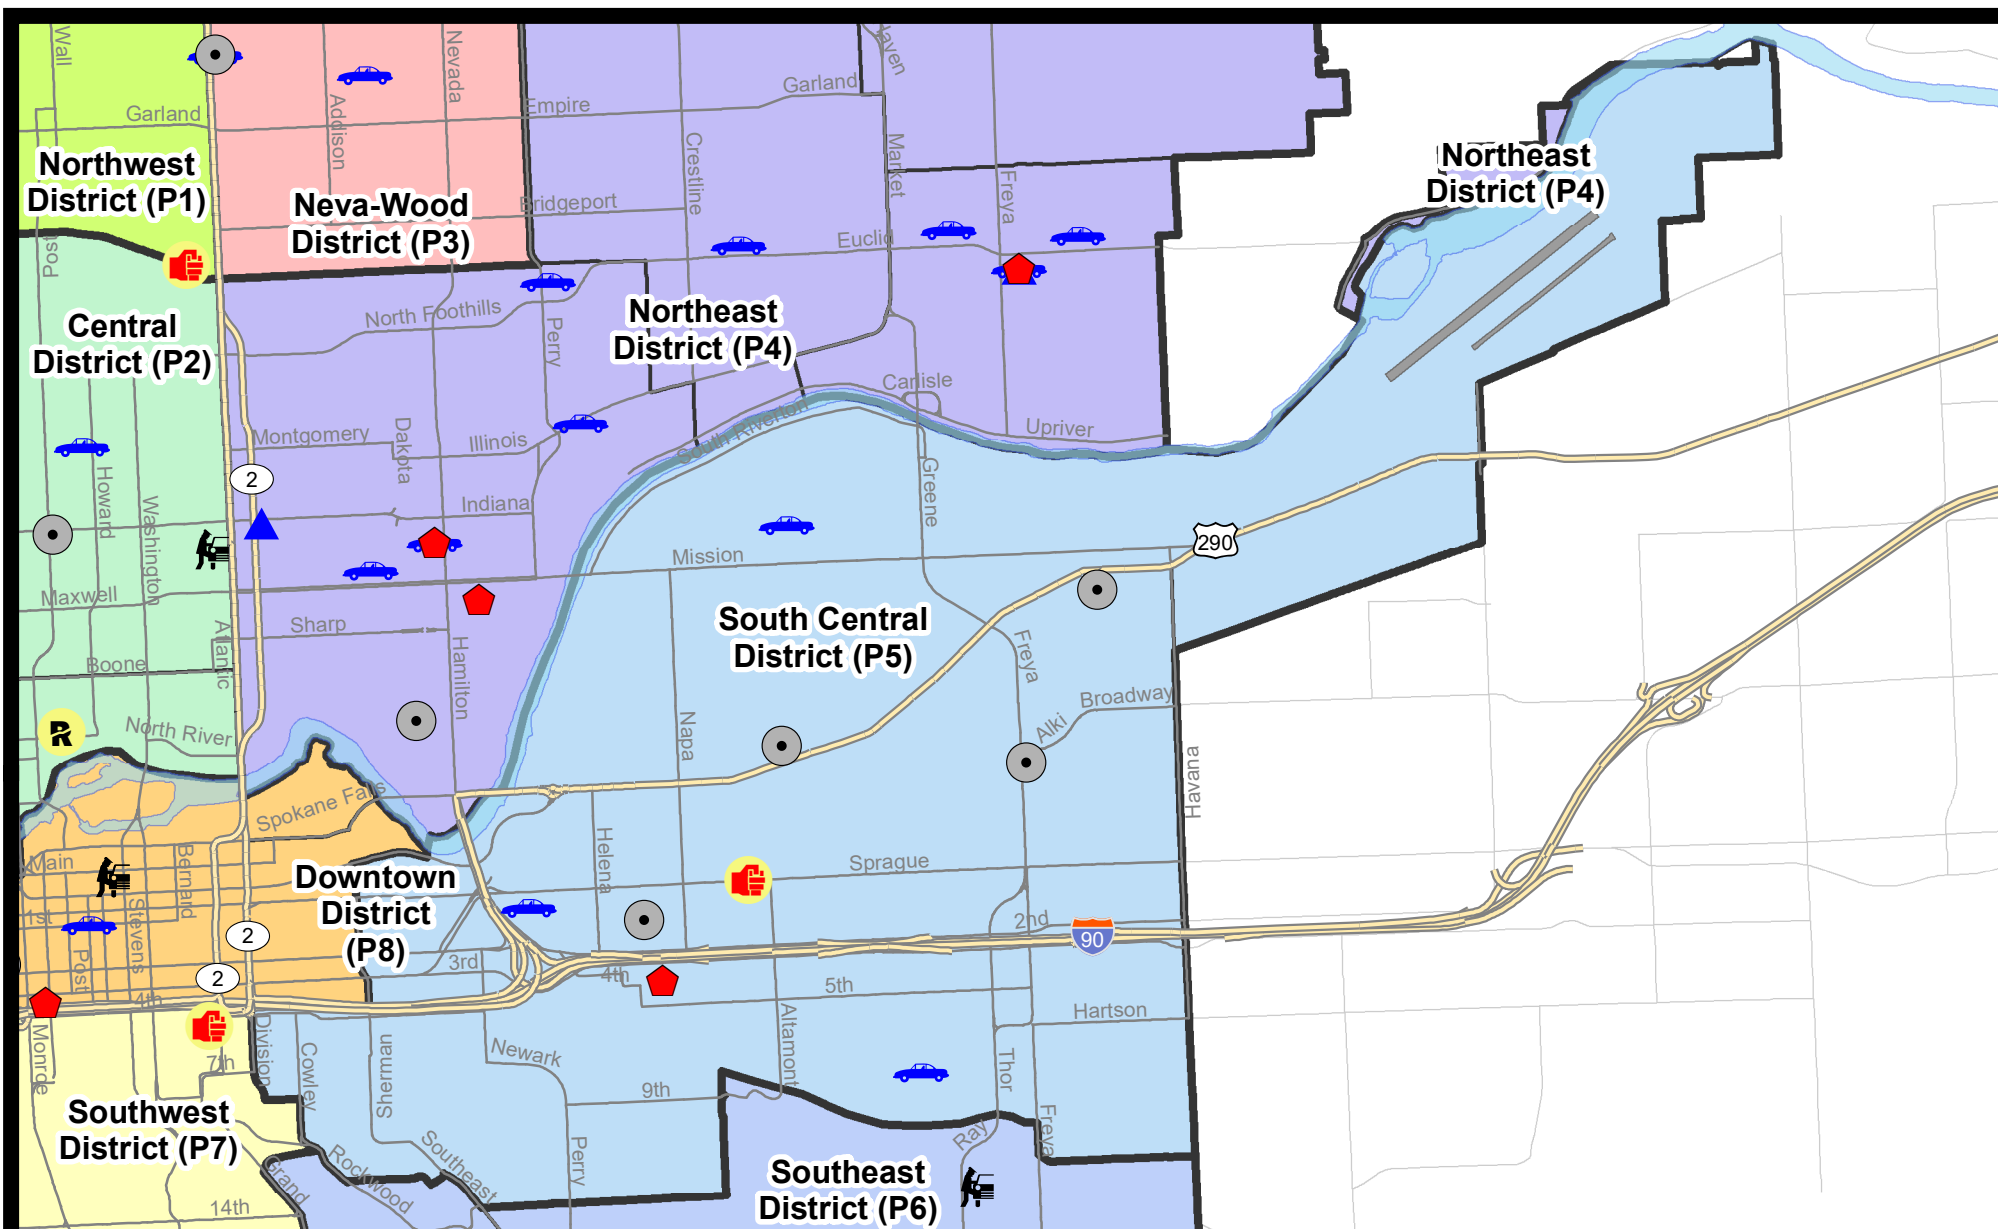 Wall
Nevada
Haven
Garland
Addison
Empire
Garland
Northwest
District (P1)
Neva-Wood
District (P3)
Crestline
Market
Freya
Northeast
District (P4)
Bridgeport
Post
Euclid
Central
District (P2)
North Foothills
Perry
Northeast
District (P4)
Carlisle
South Riverton
Upriver
Montgomery
Dakota
Illinois
Howard
Washington
2
Indiana
Greene
290
Mission
Maxwell
Sharp
Atlantic
South Central
District (P5)
Boone
Hamilton
Freya
North River
R
Napa
Broadway
Alki
Havana
Spokane Falls
Main
Bernard
Helena
Sprague
Downtown
District
(P8)
1st
Stevens
Post
2
2nd
90
2
3rd
4th
4th
5th
Monroe
Division
Cowley
Sherman
Newark
Altamont
Hartson
7th
9th
Thor
Freya
Southwest
District (P7)
Rockwood
Southeast
Perry
Ray
Grand
14th
Southeast
District (P6)